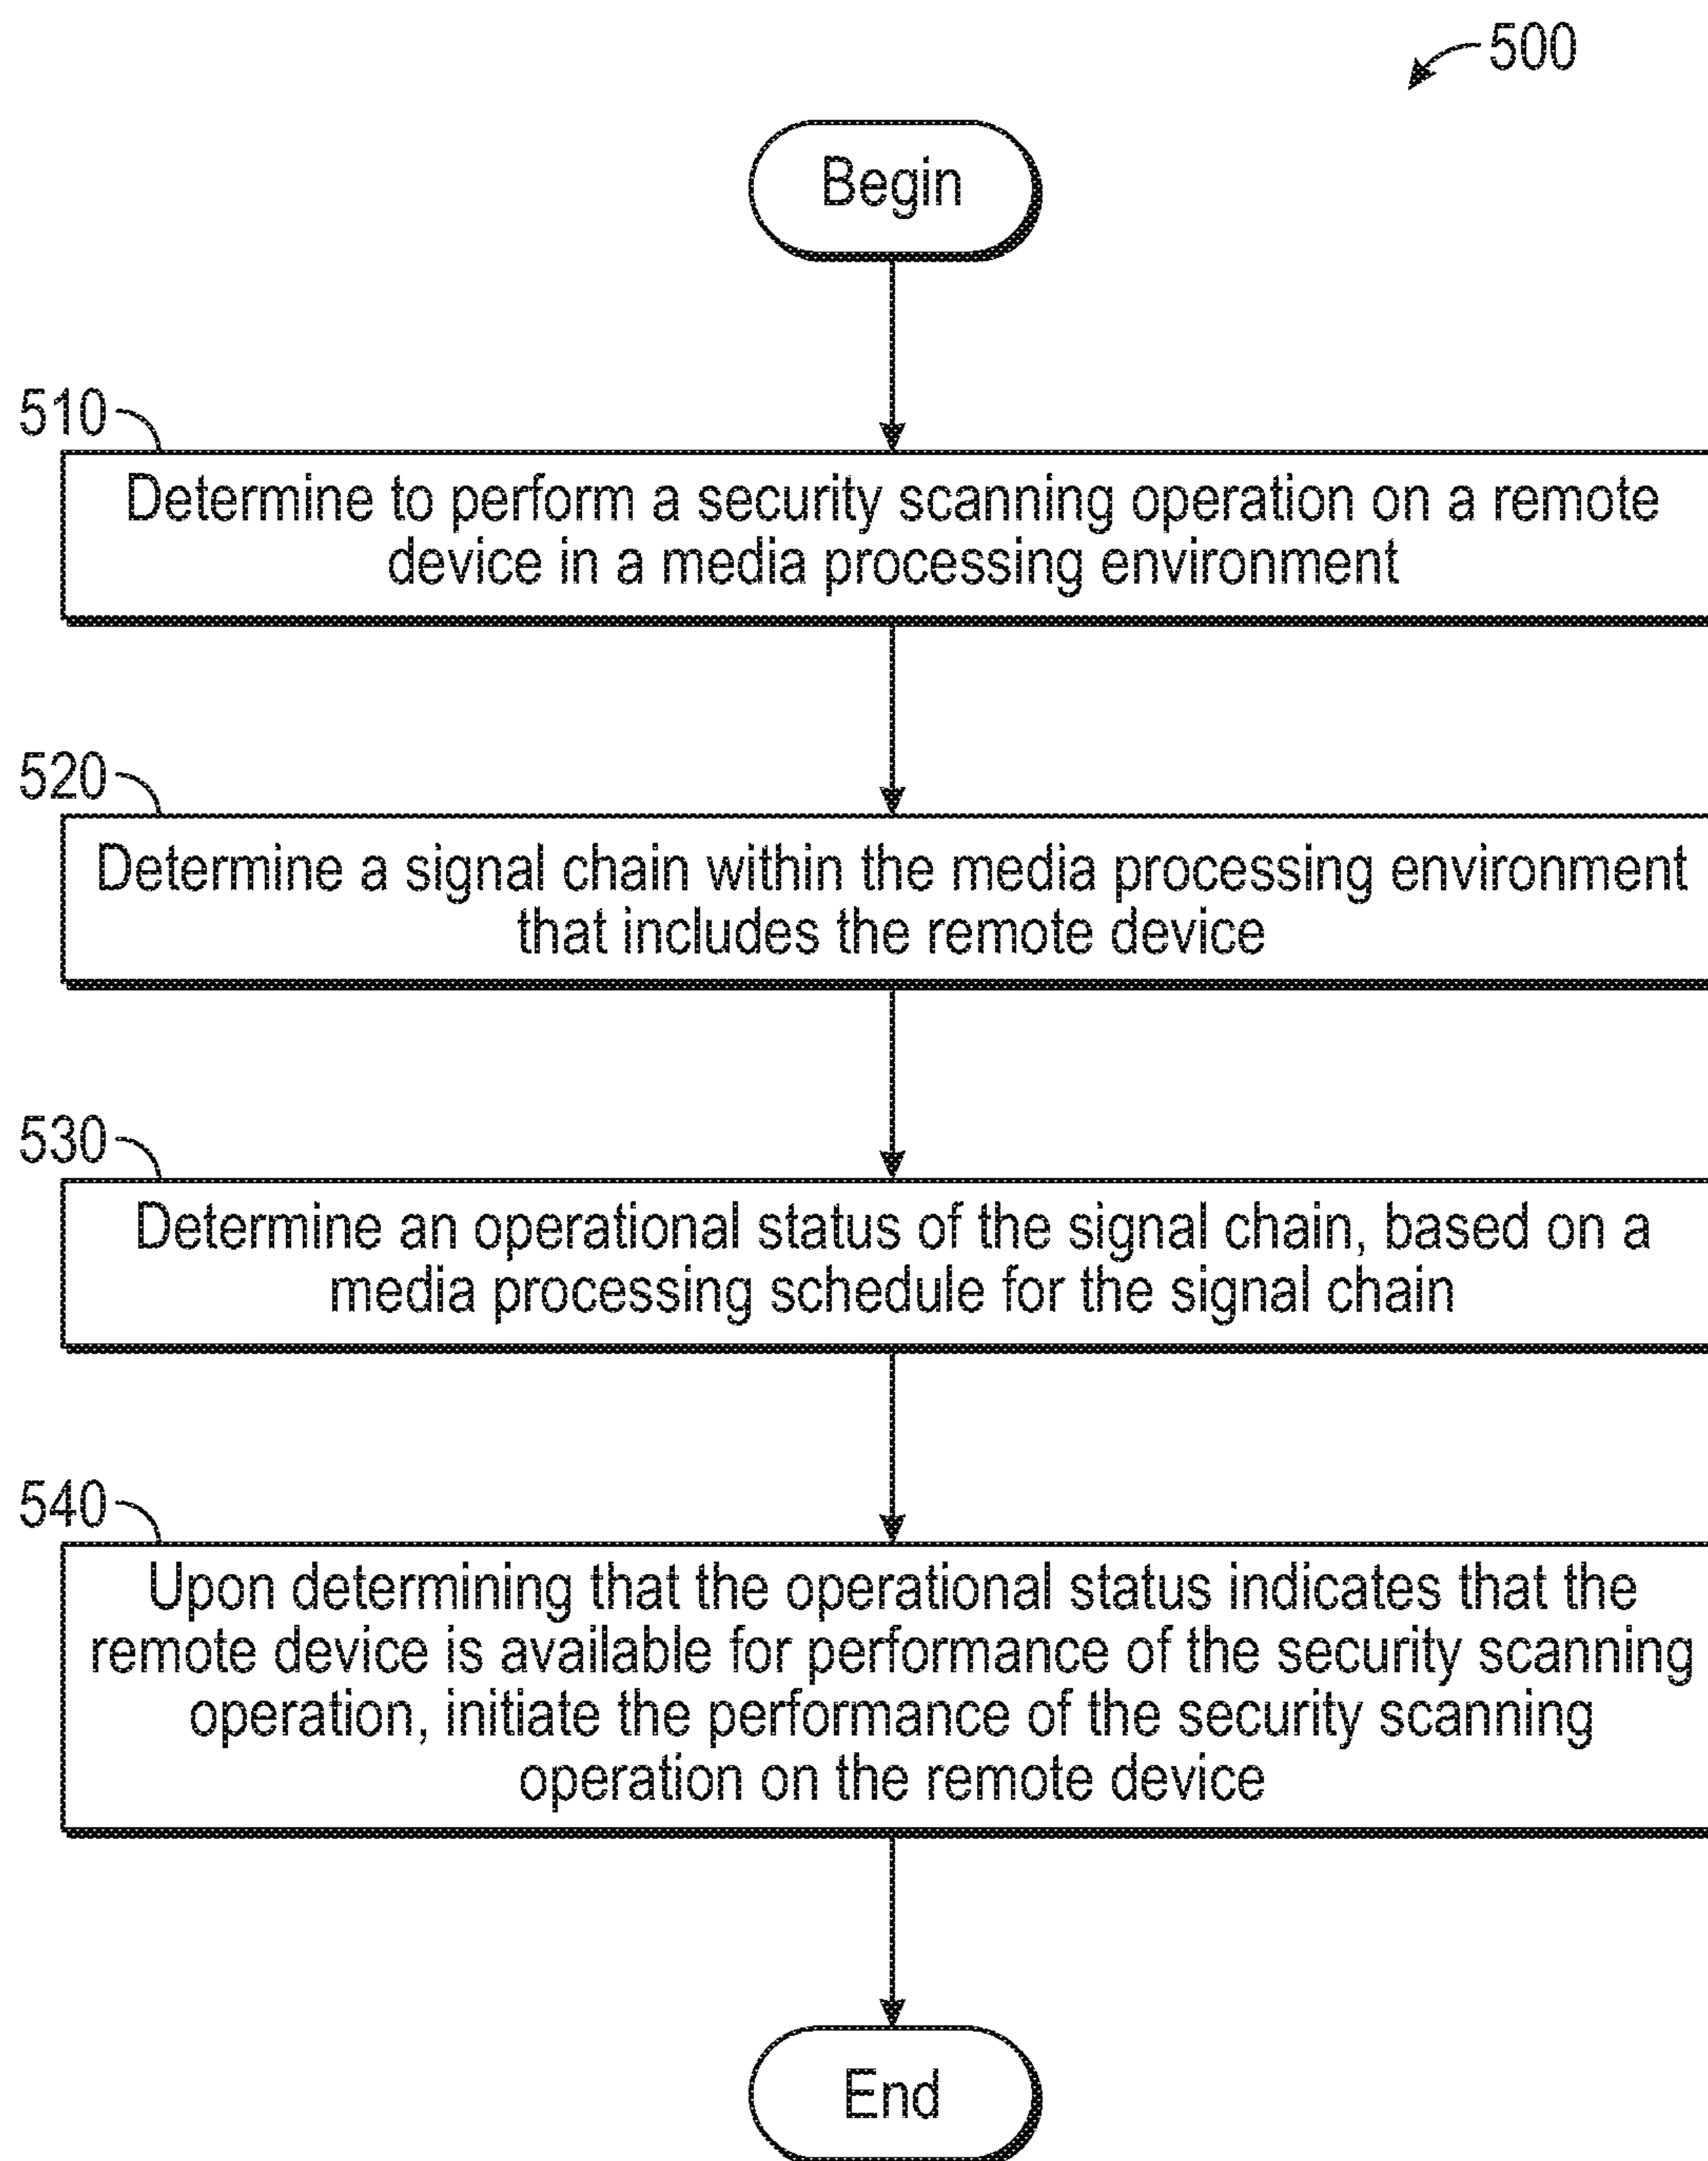 500
Begin
510
Determine to perform a security scanning operation on a remote
device in a media processing environment
520
Determine a signal chain within the media processing environment
that includes the remote device
530
Determine an operational status of the signal chain, based on a
media processing schedule for the signal chain
540
Upon determining that the operational status indicates that the
remote device is available for performance of the security scanning
operation, initiate the performance of the security scanning
operation on the remote device
End